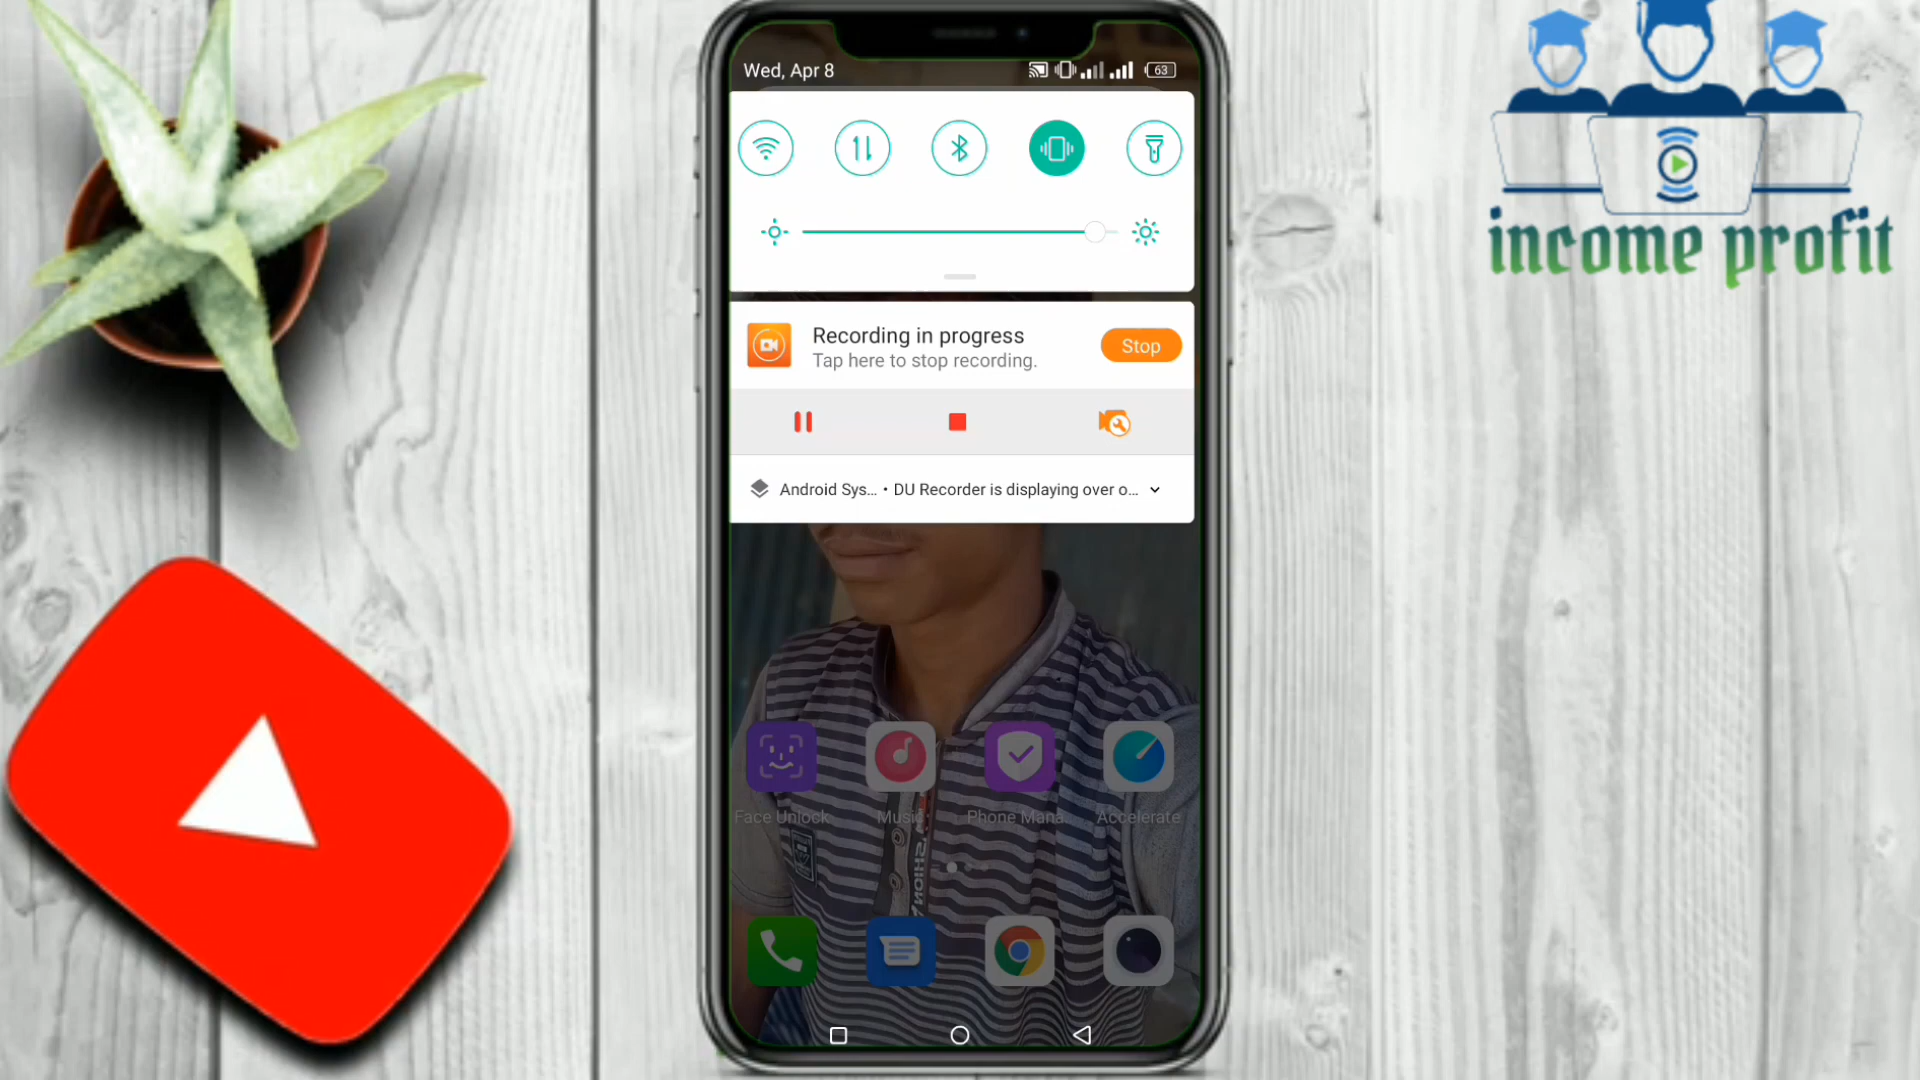 Wed, Apr 8
63
income profit
Recording in progress
Tap here to stop recording.
Stop
Android Sys... • DU Recorder is displaying over o...
Face Unlock
Music
Phone Mana...
Accelerate